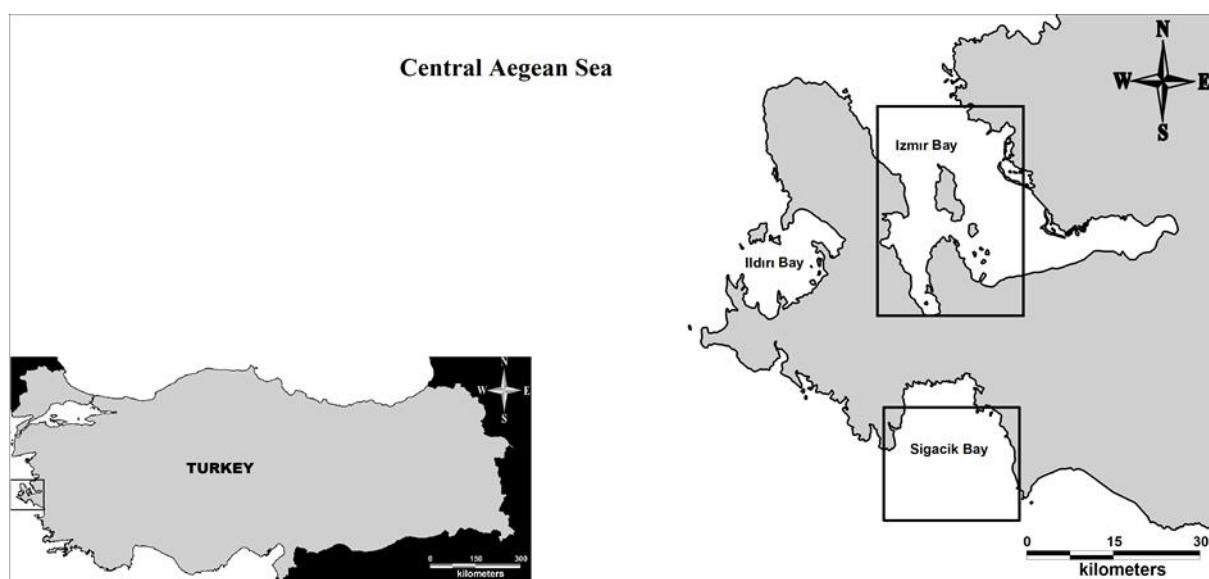 Central Aegean Sea
N
W E
S
Izmır Bay
Ildırı Bay
Sigacik Bay
0 15 30
kilometers
N
W E
S
TURKEY
0 150 300
kilometers